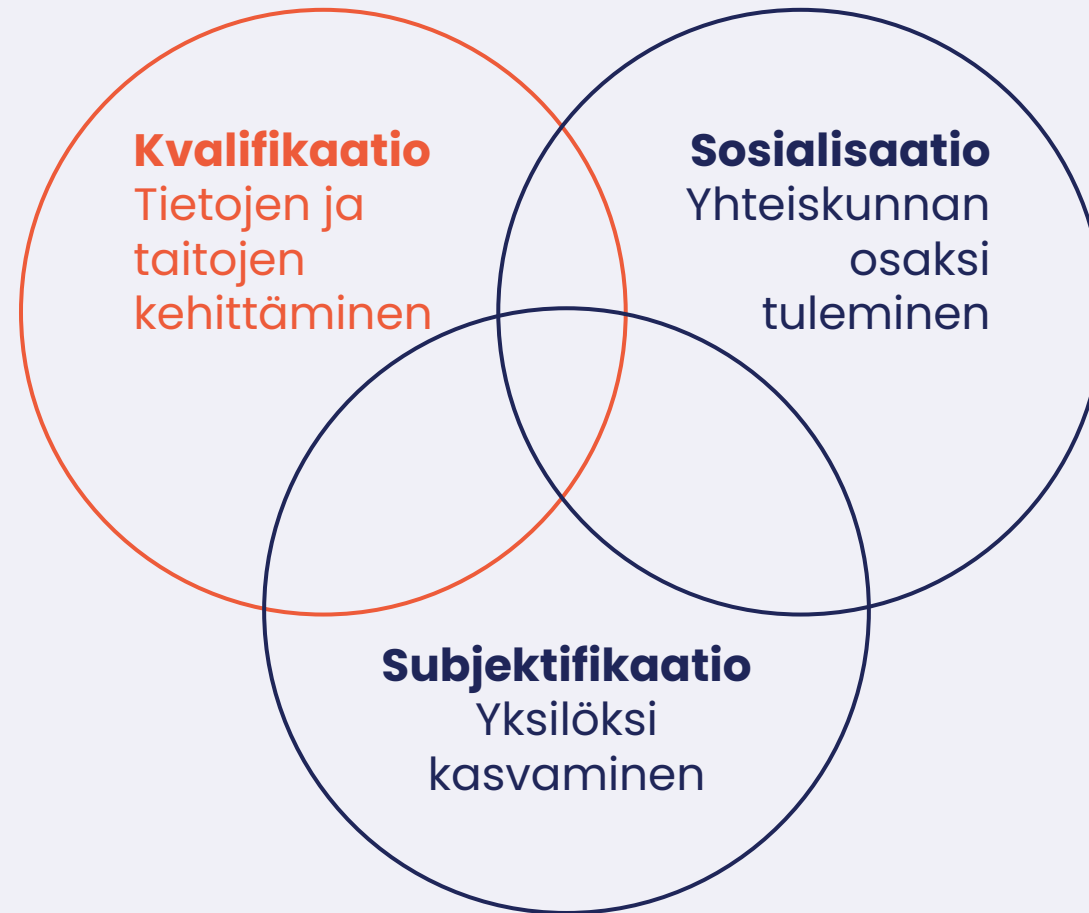 Kvalifikaatio
Tietojen ja
taitojen
kehittäminen
Sosialisaatio
Yhteiskunnan
osaksi
tuleminen
Subjektifikaatio
Yksilöksi
kasvaminen